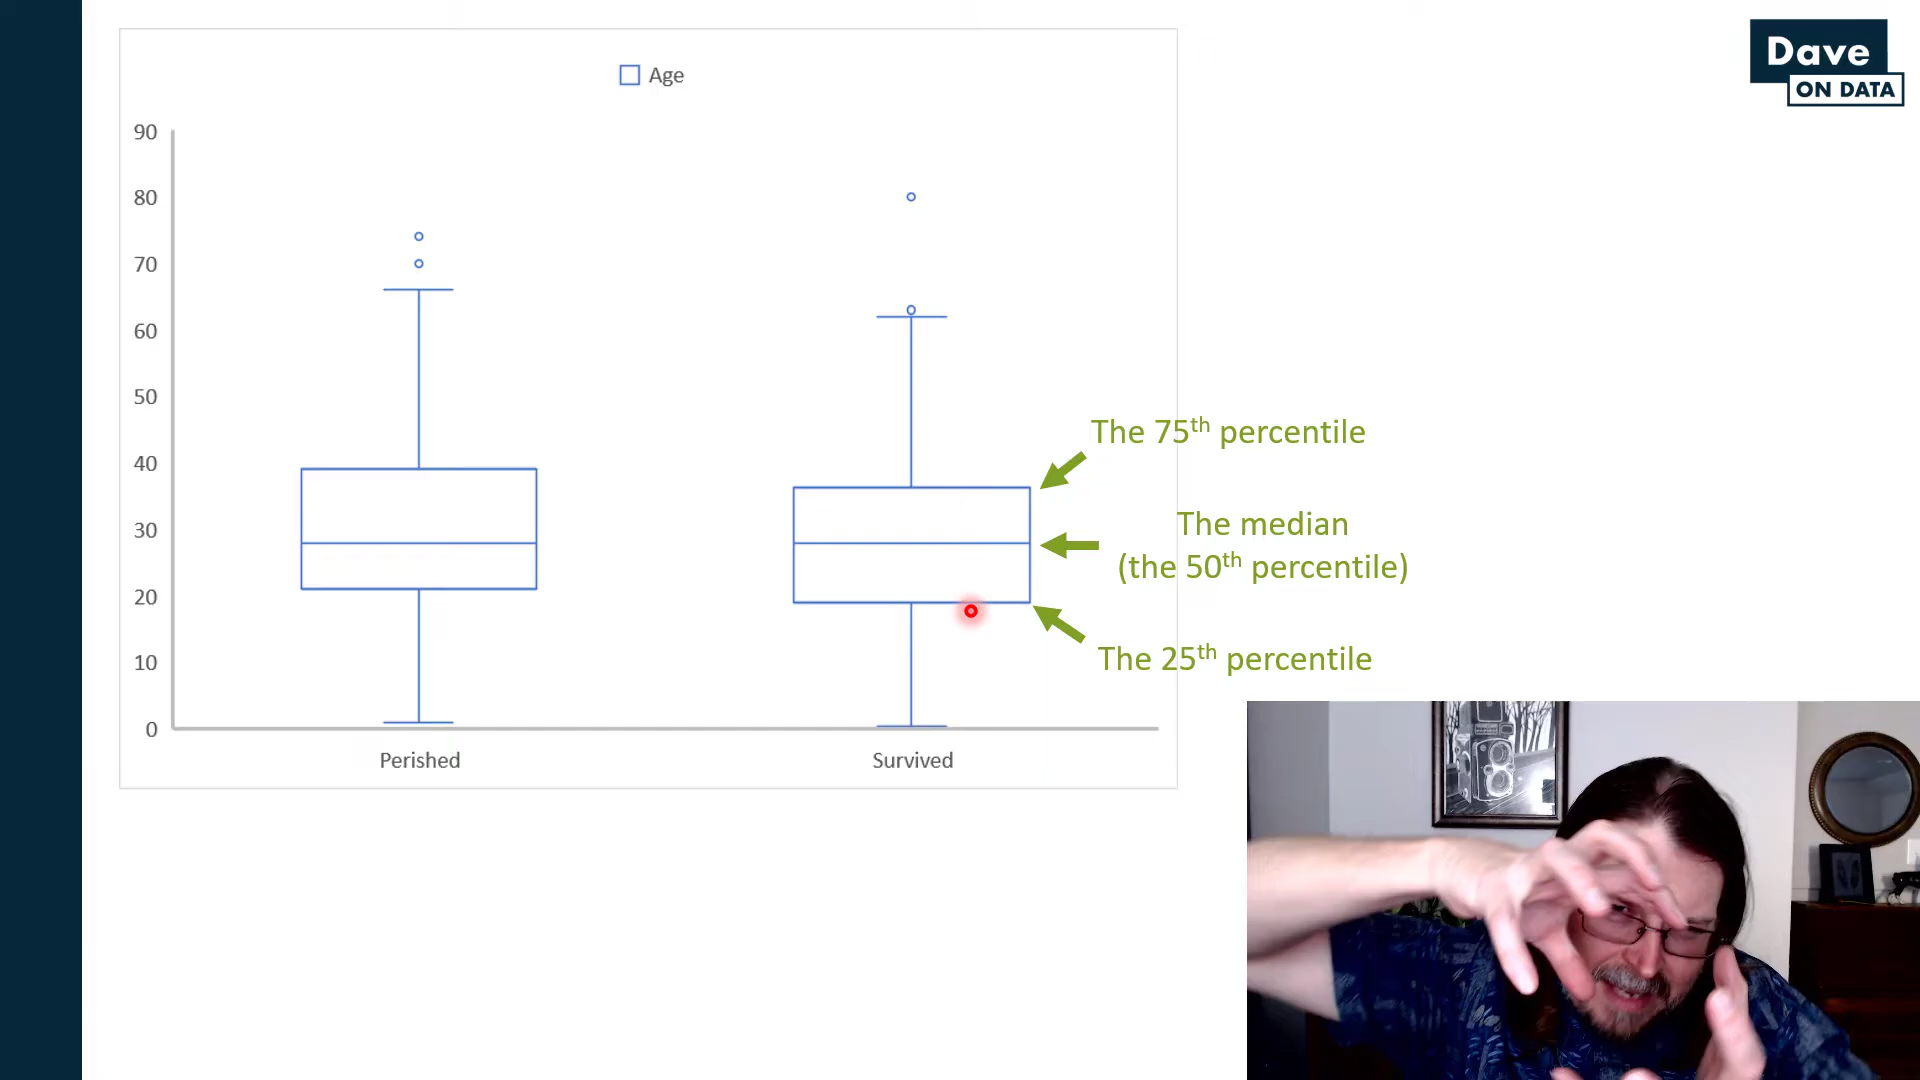 Dave
ON DATA
Age
90
80
70
60
50
40
30
20
10
0
Perished
Survived
The 75th percentile
The median
(the 50th percentile)
The 25th percentile